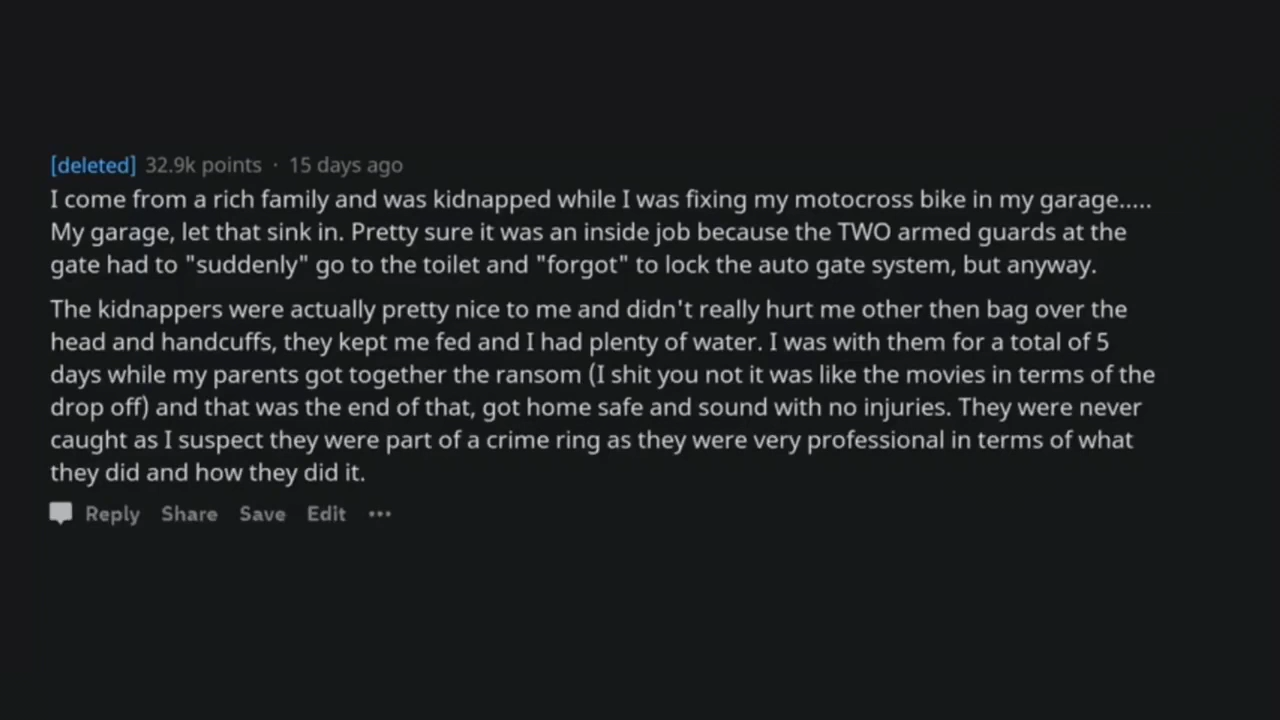 [deleted] 32.9k points · 15 days ago
I come from a rich family and was kidnapped while I was fixing my motocross bike in my garage.....
My garage, let that sink in. Pretty sure it was an inside job because the TWO armed guards at the
gate had to "suddenly" go to the toilet and "forgot" to lock the auto gate system, but anyway.
The kidnappers were actually pretty nice to me and didn't really hurt me other then bag over the
head and handcuffs, they kept me fed and I had plenty of water. I was with them for a total of 5
days while my parents got together the ransom (I shit you not it was like the movies in terms of the
drop off) and that was the end of that, got home safe and sound with no injuries. They were never
caught as I suspect they were part of a crime ring as they were very professional in terms of what
they did and how they did it.
Reply Share Save Edit •••